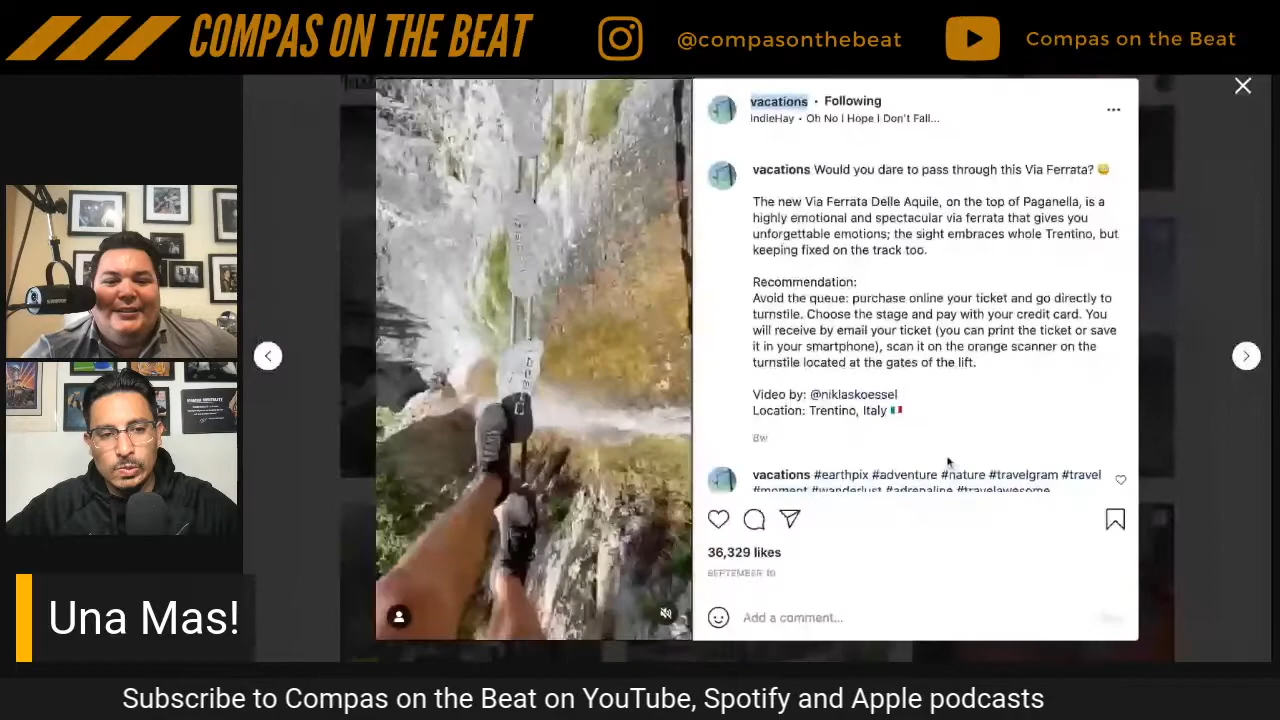 COMPAS ON THE BEAT
@compasonthebeat
Compas on the Beat
vacations • Following
IndieHay • Oh No I Hope I Don't Fall...
vacations Would you dare to pass through this Via Ferrata?
The new Via Ferrata Delle Aquile, on the top of Paganella, is a
highly emotional and spectacular via ferrata that gives you
unforgettable emotions; the sight embraces whole Trentino, but
keeping fixed on the track too.
Recommendation:
Avoid the queue: purchase online your ticket and go directly to
turnstile. Choose the stage and pay with your credit card. You
will receive by email your ticket (you can print the ticket or save
it in your smartphone), scan it on the orange scanner on the
turnstile located at the gates of the lift.
Video by: @niklaskoessel
Location: Trentino, Italy
8w
vacations #earthpix #adventure #nature #travelgram #travel
#moment #wanderlust #adrenaline #travelawesome
36,329 likes
Add a comment...
Una Mas!
Subscribe to Compas on the Beat on YouTube, Spotify and Apple podcasts